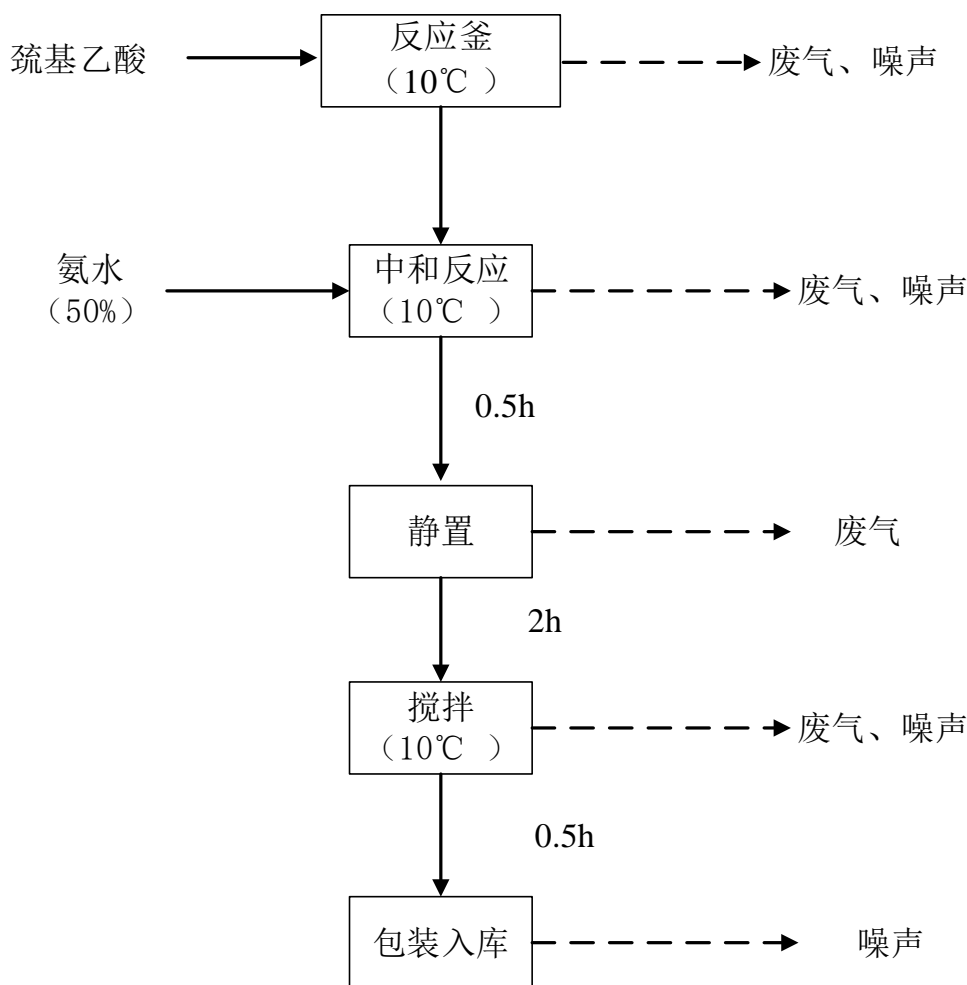 巯基乙酸
反应釜
（10℃ ）
废气、噪声
氨水
（50%）
中和反应
（10℃ ）
废气、噪声
0.5h
静置
废气
2h
搅拌
（10℃ ）
废气、噪声
0.5h
包装入库
噪声